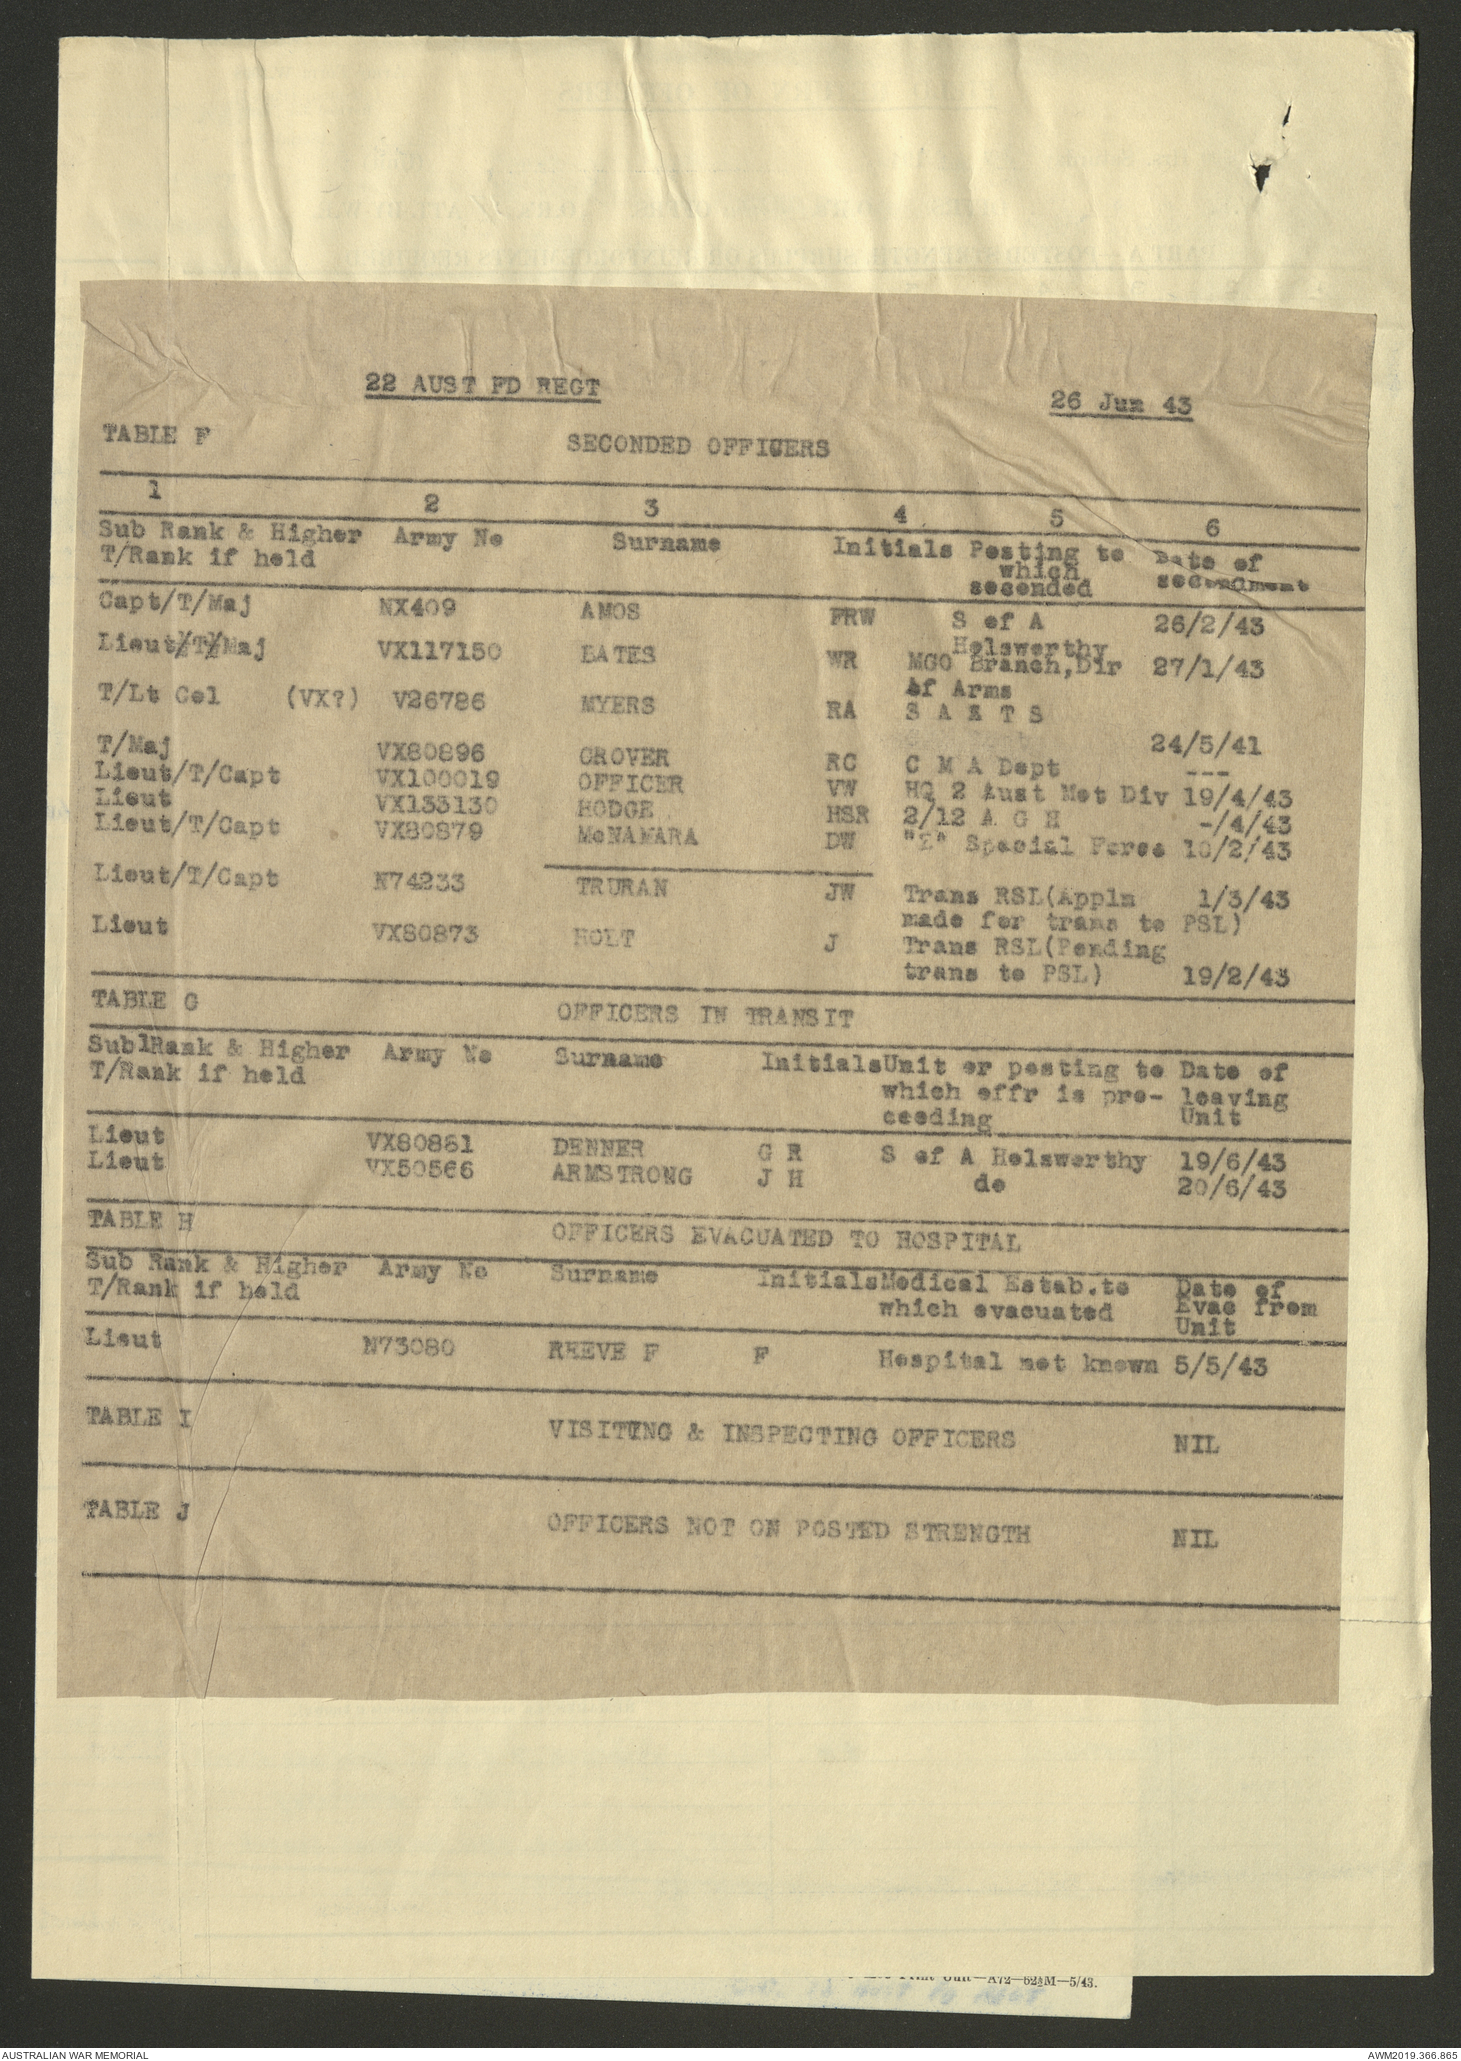 22 AUST FD REGT
26 Jun 43
TABLE F SECONDED OFFICERS
1 2 3 4 5 6
Sub Rank & Higher Army No Surname Initials Posting to Date of
T/Rank if held which secondment
seconded
Capt/T/Maj NX409 AMOS FRW S of A 26/2/43
Holsworthy
Lieut/T/Maj VX117150 BATES WR MGO Branch,Dir 27/1/43
of Arms
T/Lt Col (VX?) V26786 MYERS RA S A E T S
24/5/41
T/Maj VX80896 GROVER RC C M A Dept ---
Lieut/T/Capt VX100019 OFFICER VW HQ 2 Aust Mot Div 19/4/43
Lieut VX133130 HODGE HSR 2/12 A G H -/4/43
Lieut/T/Capt VX80879 McNAMARA DW "Z" Special Force 10/2/43
Lieut/T/Capt N74233 TRURAN JW Trans RSL(Appln 1/3/43
made for trans to PSL)
Lieut VX80873 HOLT J Trans RSL(Pending
trans to PSL) 19/2/43
TABLE G OFFICERS IN TRANSIT
Sub1Rank & Higher Army No Surname InitialsUnit or posting to Date of
T/Rank if held which offr is pro- leaving
ceeding Unit
Lieut VX80861 DENNER G R S of A Holsworthy 19/6/43
Lieut VX50566 ARMSTRONG J H do 20/6/43
TABLE H OFFICERS EVACUATED TO HOSPITAL
Sub Rank & Higher Army No Surname InitialsMedical Estab.to Date of
T/Rank if held which evacuated Evac from
Unit
Lieut N73080 REEVE F F Hospital not known 5/5/43
TABLE I VISITING & INSPECTING OFFICERS NIL
TABLE J OFFICERS NOT ON POSTED STRENGTH NIL
Print Unit—A72—62½M—5/43.
AUSTRALIAN WAR MEMORIAL AWM2019.366.865